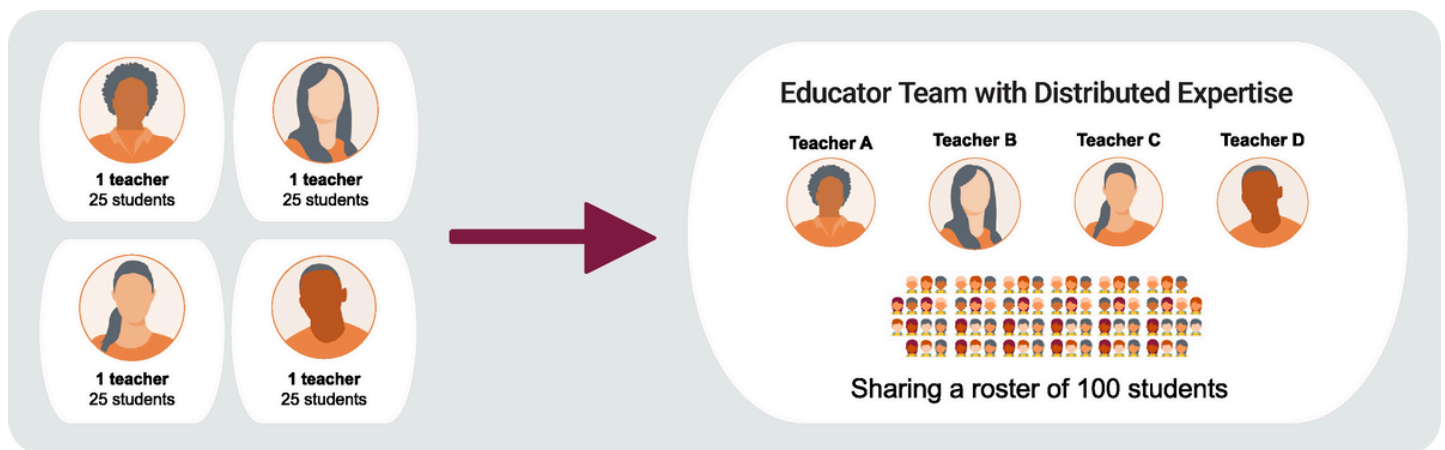 1 teacher
25 students
1 teacher
25 students
1 teacher
25 students
1 teacher
25 students
Educator Team with Distributed Expertise
Teacher A
Teacher B
Teacher C
Teacher D
Sharing a roster of 100 students